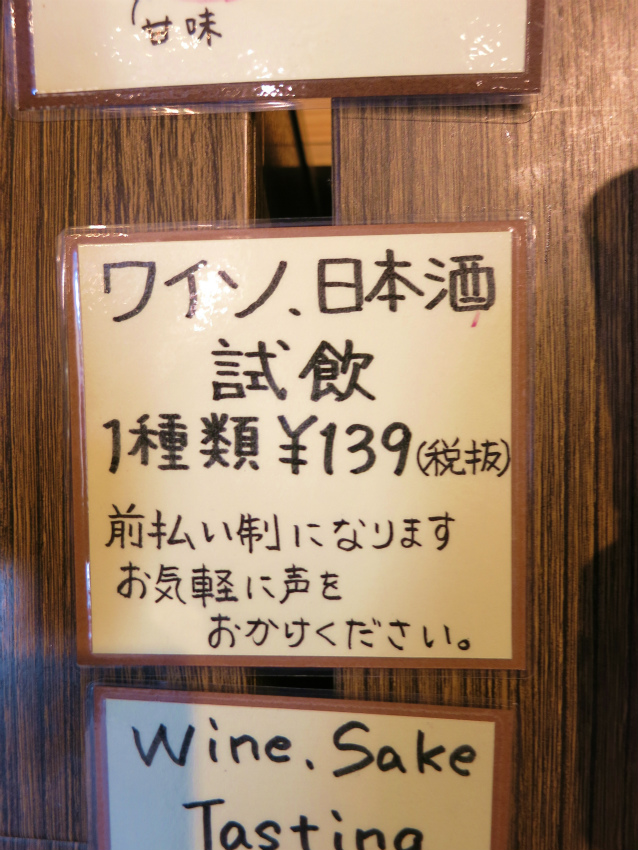 甘味
ワイン、日本酒
試飲
1種類 ¥139(税抜)
前払い制になります
お気軽に声を
おかけください。
Wine, Sake
Tasting